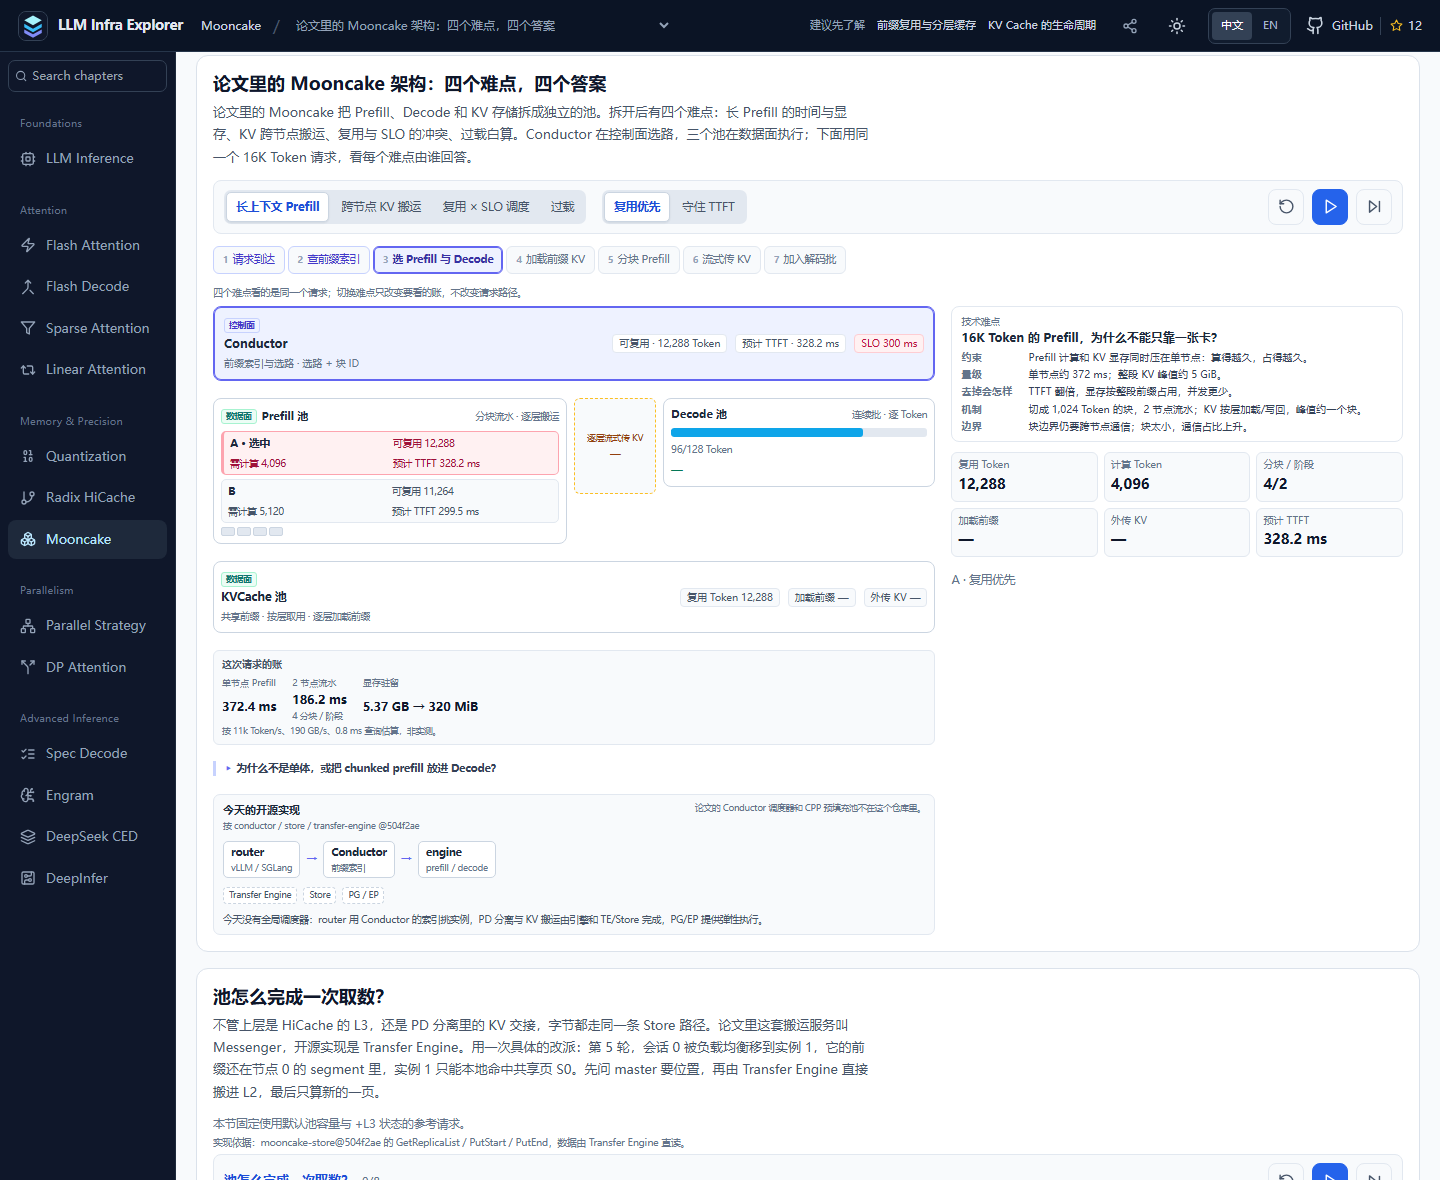 LLM Infra Explorer
Mooncake / 论文里的 Mooncake 架构：四个难点，四个答案
建议先了解 前缀复用与分层缓存 KV Cache 的生命周期
中文 EN GitHub 12
Search chapters
Foundations
LLM Inference
Attention
Flash Attention
Flash Decode
Sparse Attention
Linear Attention
Memory & Precision
Quantization
Radix HiCache
Mooncake
Parallelism
Parallel Strategy
DP Attention
Advanced Inference
Spec Decode
Engram
DeepSeek CED
DeepInfer
论文里的 Mooncake 架构：四个难点，四个答案
论文里的 Mooncake 把 Prefill、Decode 和 KV 存储拆成独立的池。拆开后有四个难点：长 Prefill 的时间与显
存、KV 跨节点搬运、复用与 SLO 的冲突、过载白算。Conductor 在控制面选路，三个池在数据面执行；下面用同
一个 16K Token 请求，看每个难点由谁回答。
长上下文 Prefill 跨节点 KV 搬运 复用 × SLO 调度 过载 复用优先 守住 TTFT
1 请求到达 2 查前缀索引 3 选 Prefill 与 Decode 4 加载前缀 KV 5 分块 Prefill 6 流式传 KV 7 加入解码批
四个难点看的是同一个请求；切换难点只改变要看的账，不改变请求路径。
控制面
Conductor
前缀索引与选路 · 选路 + 块 ID
可复用 · 12,288 Token 预计 TTFT · 328.2 ms SLO 300 ms
数据面 Prefill 池 分块流水 · 逐层搬运
A · 选中 可复用 12,288
需计算 4,096 预计 TTFT 328.2 ms
B 可复用 11,264
需计算 5,120 预计 TTFT 299.5 ms
逐层流式传 KV
—
Decode 池 连续批 · 逐 Token
96/128 Token
—
数据面
KVCache 池
共享前缀 · 按层取用 · 逐层加载前缀
复用 Token 12,288 加载前缀 — 外传 KV —
这次请求的账
单节点 Prefill 2 节点流水 显存驻留
372.4 ms 186.2 ms 5.37 GB → 320 MiB
4 分块 / 阶段
按 11k Token/s、190 GB/s、0.8 ms 查询估算，非实测。
▸ 为什么不是单体，或把 chunked prefill 放进 Decode?
今天的开源实现 论文的 Conductor 调度器和 CPP 预填充池不在这个仓库里。
按 conductor / store / transfer-engine @504f2ae
router → Conductor → engine
vLLM / SGLang 前缀索引 prefill / decode
Transfer Engine Store PG / EP
今天没有全局调度器：router 用 Conductor 的索引挑实例，PD 分离与 KV 搬运由引擎和 TE/Store 完成，PG/EP 提供弹性执行。
技术难点
16K Token 的 Prefill，为什么不能只靠一张卡?
约束 Prefill 计算和 KV 显存同时压在单节点：算得越久，占得越久。
量级 单节点约 372 ms；整段 KV 峰值约 5 GiB。
去掉会怎样 TTFT 翻倍，显存按整段前缀占用，并发更少。
机制 切成 1,024 Token 的块，2 节点流水；KV 按层加载/写回，峰值约一个块。
边界 块边界仍要跨节点通信；块太小，通信占比上升。
复用 Token 计算 Token 分块 / 阶段
12,288 4,096 4/2
加载前缀 外传 KV 预计 TTFT
— — 328.2 ms
A · 复用优先
池怎么完成一次取数?
不管上层是 HiCache 的 L3，还是 PD 分离里的 KV 交接，字节都走同一条 Store 路径。论文里这套搬运服务叫
Messenger，开源实现是 Transfer Engine。用一次具体的改派：第 5 轮，会话 0 被负载均衡移到实例 1，它的前
缀还在节点 0 的 segment 里，实例 1 只能本地命中共享页 S0。先问 master 要位置，再由 Transfer Engine 直接
搬进 L2，最后只算新的一页。
本节固定使用默认池容量与 +L3 状态的参考请求。
实现依据：mooncake-store@504f2ae 的 GetReplicaList / PutStart / PutEnd，数据由 Transfer Engine 直读。
池怎么完成一次取数?